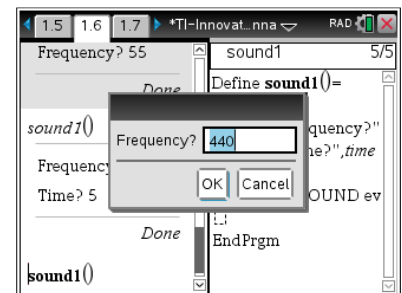 1.5 1.6 1.7 *TI-Innovat...nna RAD
Frequency? 55
Done
sound1()
Frequency
Time? 5
Done
sound1()
sound1 5/5
Define sound1()=
quency?"
ne?",time
OUND ev
EndPrgm
Frequency? 440
OK Cancel